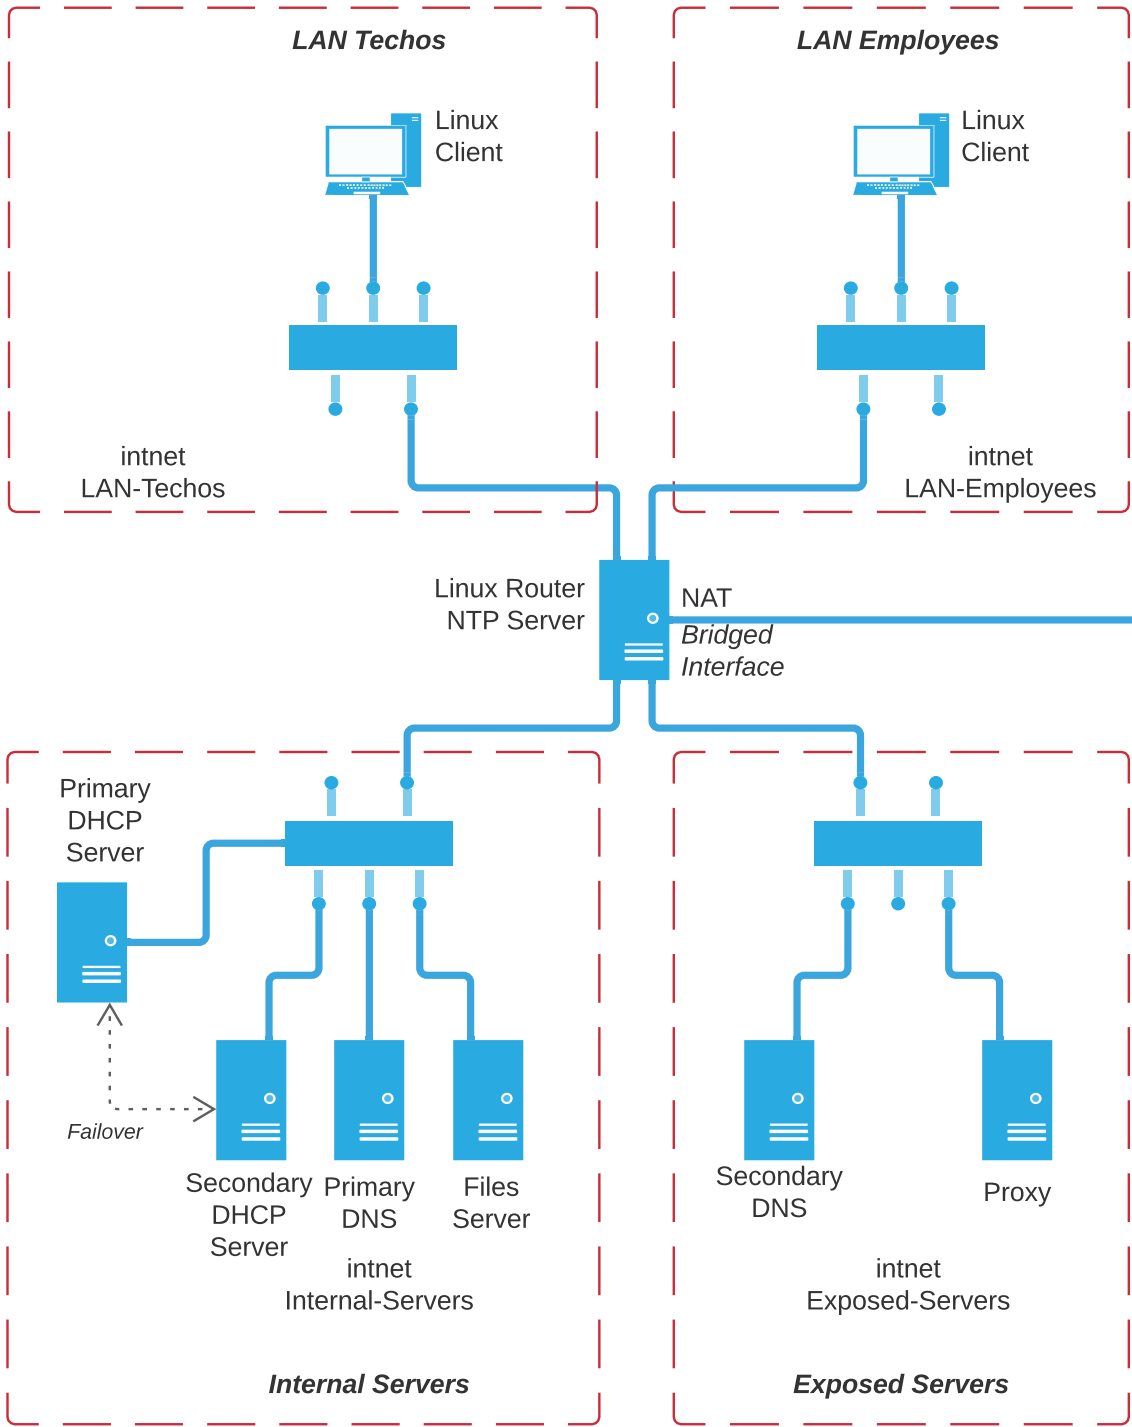 LAN Techos
LAN Employees
Linux
Client
Linux
Client
intnet
LAN-Techos
intnet
LAN-Employees
Linux Router
NTP Server
NAT
Bridged
Interface
Primary
DHCP
Server
Failover
Secondary
DHCP
Server
Primary
DNS
Files
Server
intnet
Internal-Servers
Internal Servers
Secondary
DNS
Proxy
intnet
Exposed-Servers
Exposed Servers